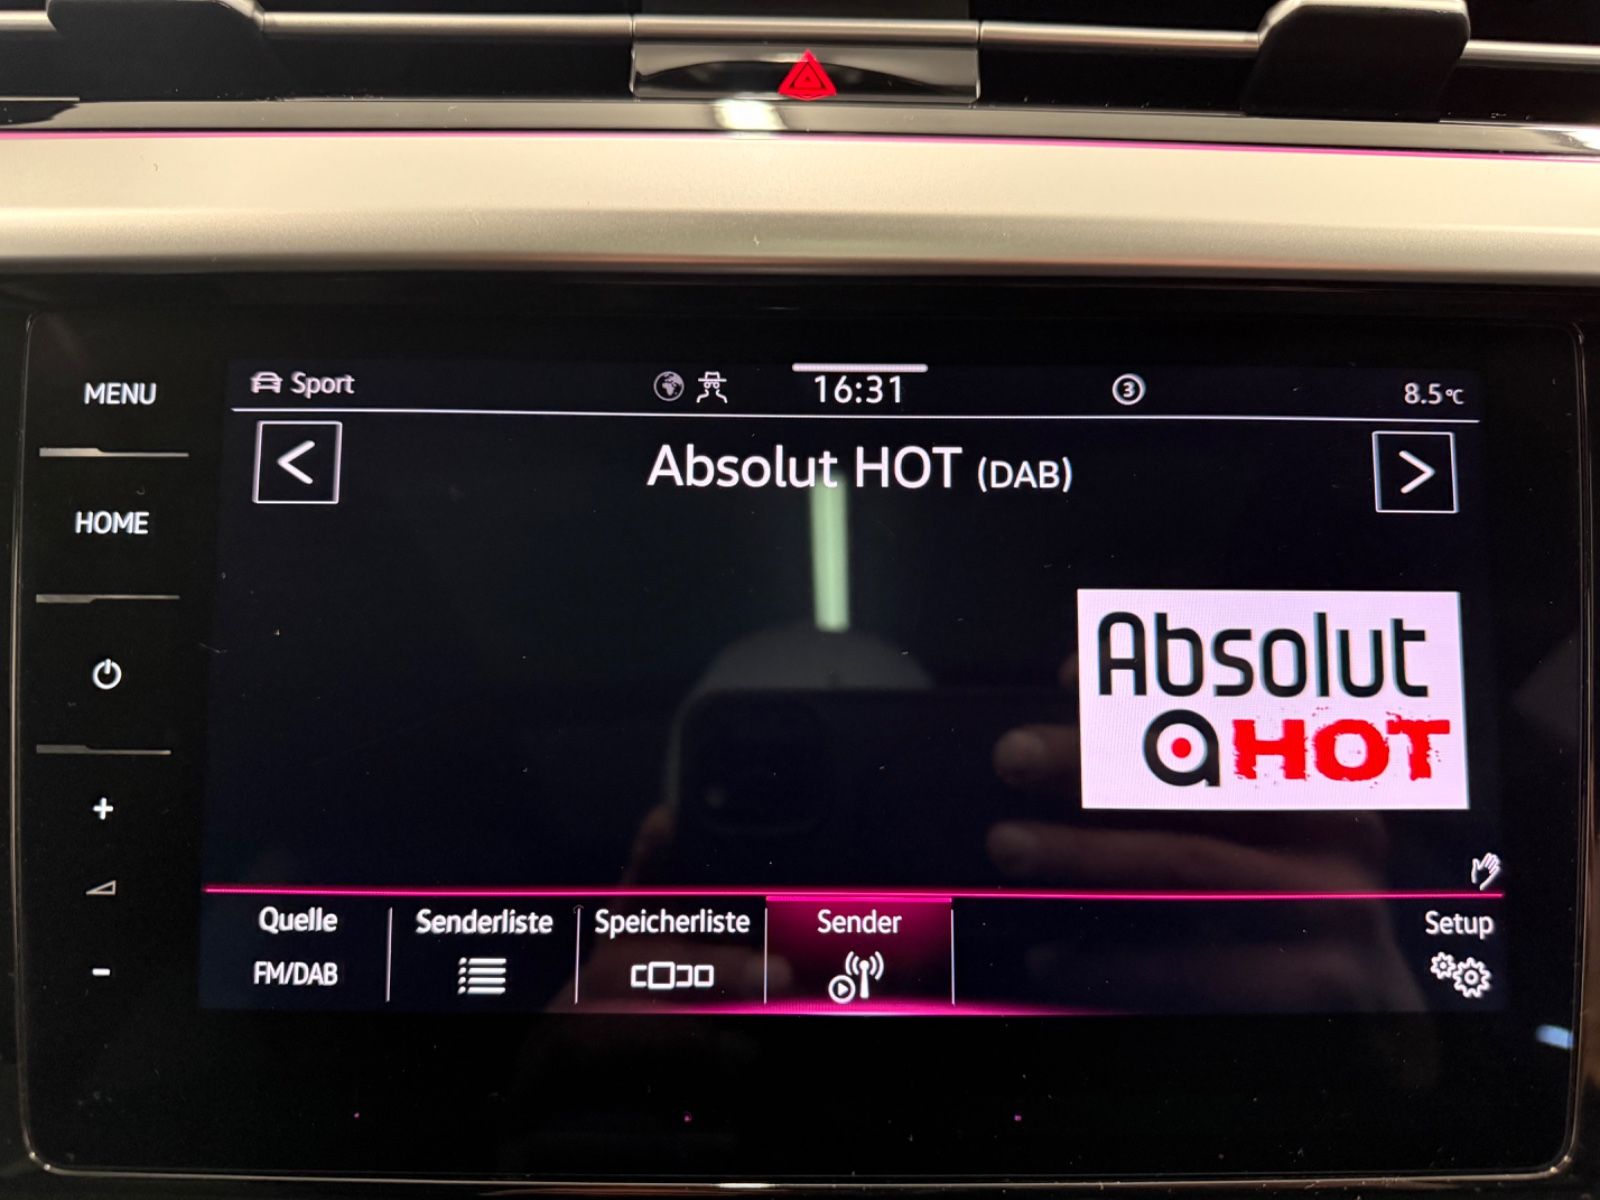 MENU
Sport
16:31
3
8.5°C
<
Absolut HOT (DAB)
>
HOME
Absolut
a HOT
+
-
Quelle
Senderliste
Speicherliste
Sender
Setup
FM/DAB